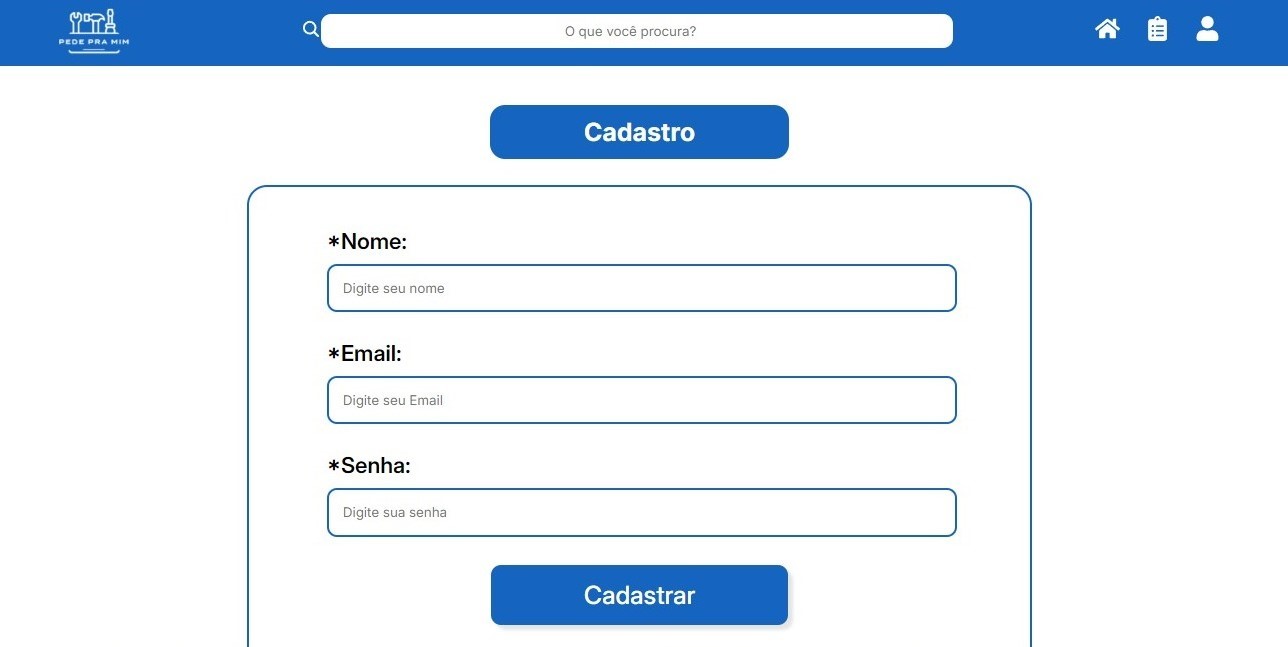 PEDE PRA MIM
O que você procura?
Cadastro
*Nome:
Digite seu nome
*Email:
Digite seu Email
*Senha:
Digite sua senha
Cadastrar